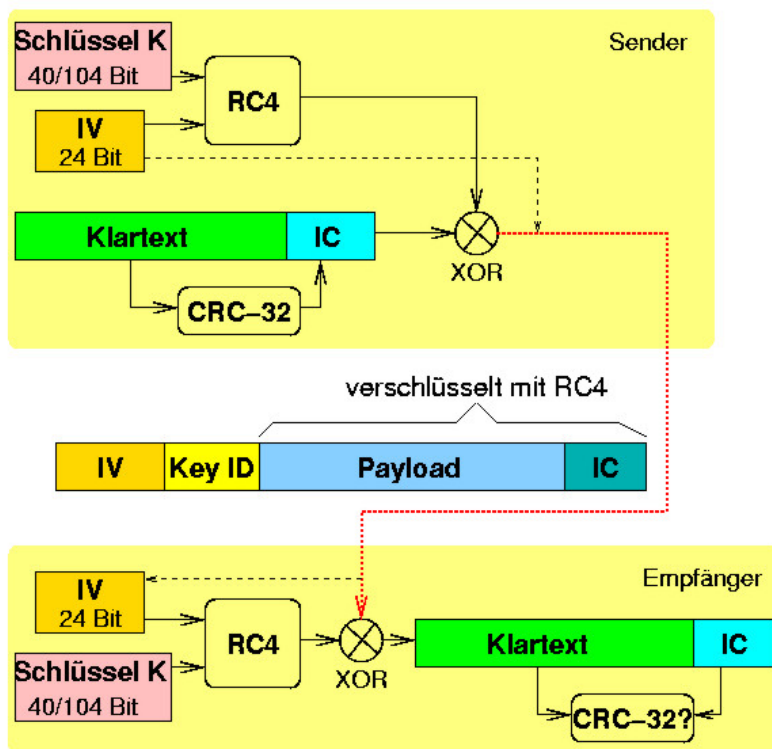 Schlüssel K
40/104 Bit
Sender
RC4
IV
24 Bit
Klartext
IC
XOR
CRC–32
verschlüsselt mit RC4
IV
Key ID
Payload
IC
Empfänger
IV
24 Bit
RC4
Schlüssel K
40/104 Bit
XOR
Klartext
IC
CRC–32?